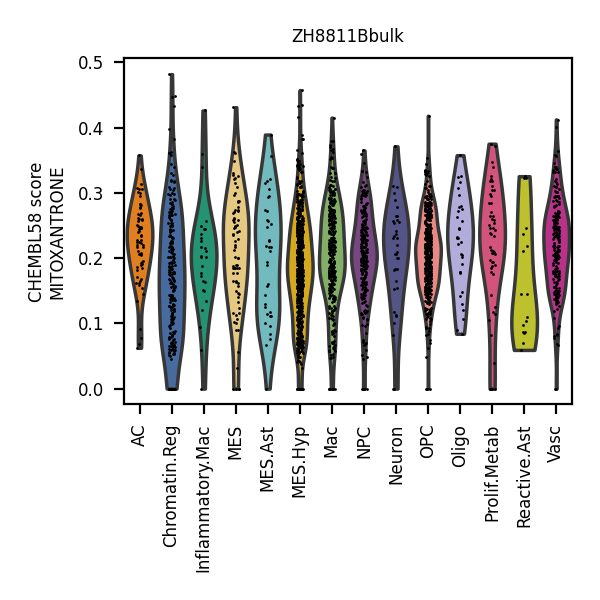 ZH8811Bbulk
CHEMBL58 score
MITOXANTRONE
0.5
0.4
0.3
0.2
0.1
0.0
AC
Chromatin.Reg
Inflammatory.Mac
MES
MES.Ast
MES.Hyp
Mac
NPC
Neuron
OPC
Oligo
Prolif.Metab
Reactive.Ast
Vasc